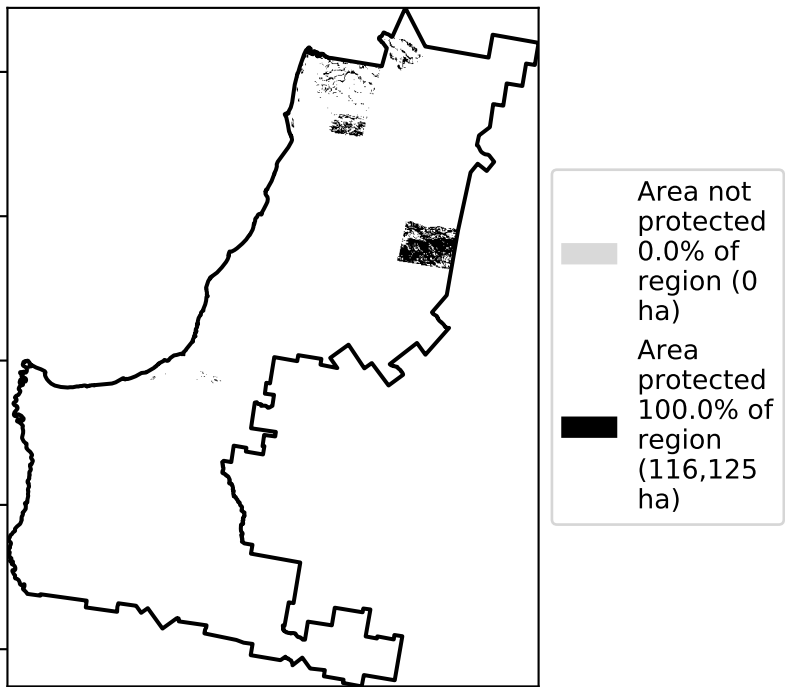 Area not
protected
0.0% of
region (0
ha)
Area
protected
100.0% of
region
(116,125
ha)